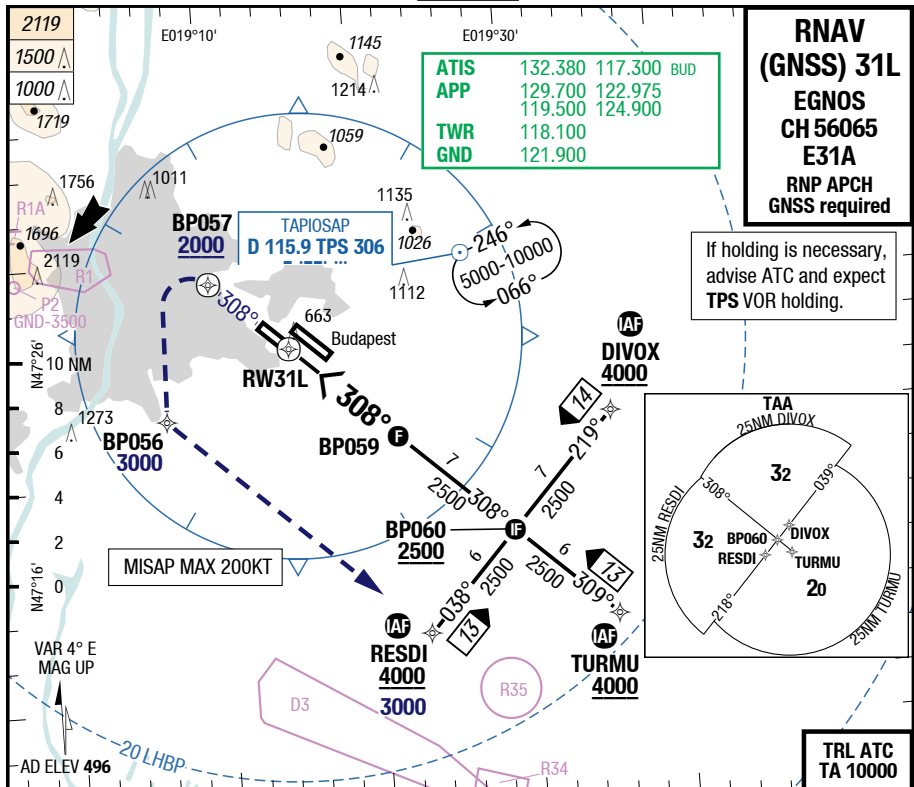 2119
1500
1000
E019°10'
E019°30'
1145
1214
1719
1059
ATIS 132.380 117.300 BUD
APP 129.700 122.975
119.500 124.900
TWR 118.100
GND 121.900
RNAV
(GNSS) 31L
EGNOS
CH 56065
E31A
RNP APCH
GNSS required
1756
1011
R1A
1696
2119
R1
P2
GND-3500
BP057
2000
TAPIOSAP
D 115.9 TPS 306
1135
1026
1112
246°
5000-10000
066°
If holding is necessary,
advise ATC and expect
TPS VOR holding.
308°
663
Budapest
RW31L
IAF
DIVOX
4000
N47°26'
10 NM
8
6
4
2
0
N47°16'
1273
BP056
3000
308°
F
BP059
7
2500
308°
14
219°
7
2500
BP060
2500
IF
6
2500
038°
13
6
2500
309°
13
MISAP MAX 200KT
IAF
RESDI
4000
3000
IAF
TURMU
4000
TAA
25NM DIVOX
32
039°
308°
25NM RESDI
32
BP060
DIVOX
RESDI
TURMU
20
218°
25NM TURMU
VAR 4° E
MAG UP
D3
R35
R34
20 LHBP
AD ELEV 496
TRL ATC
TA 10000